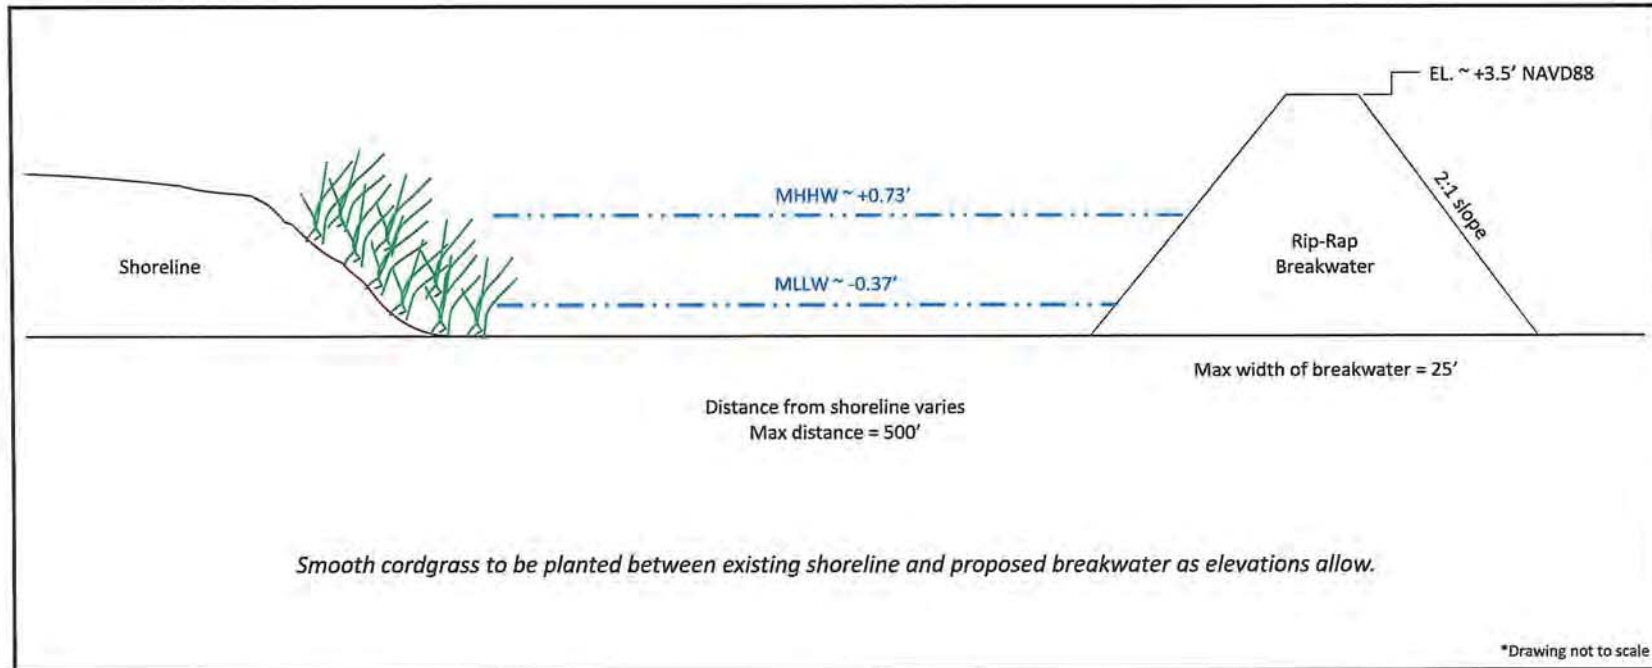 EL. ~ +3.5' NAVD88
MHHW ~ +0.73'
2:1 slope
Shoreline
Rip-Rap
Breakwater
MLLW ~ -0.37'
Max width of breakwater = 25'
Distance from shoreline varies
Max distance = 500'
Smooth cordgrass to be planted between existing shoreline and proposed breakwater as elevations allow.
*Drawing not to scale